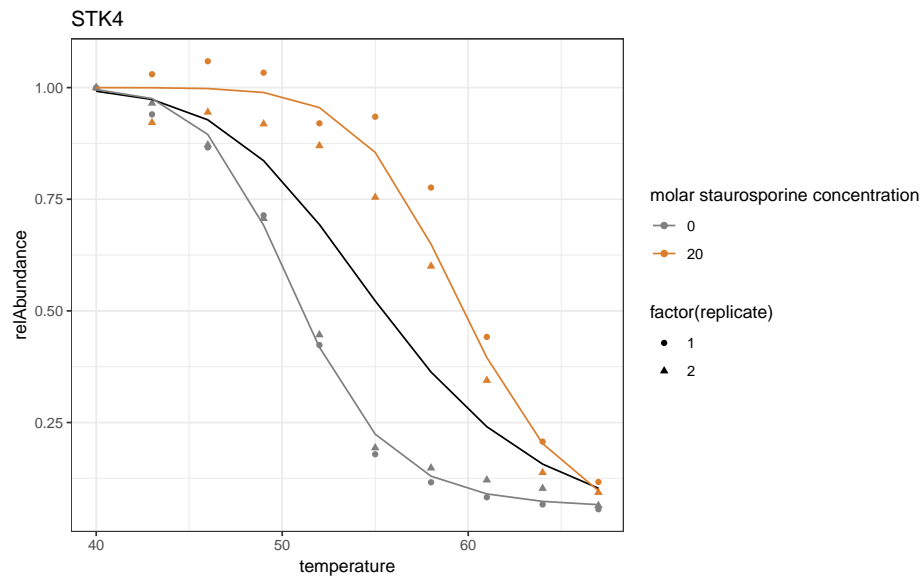 STK4
1.00
0.75
0.50
0.25
relAbundance
40
50
60
temperature
molar staurosporine concentration
0
20
factor(replicate)
1
2